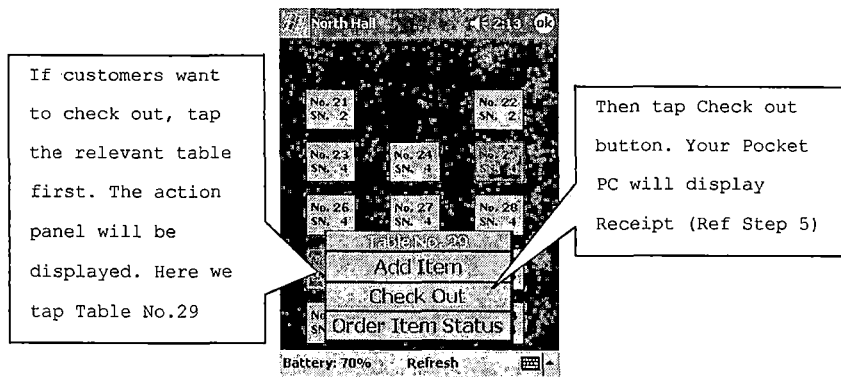 North Hall 2:13 ok
If customers want
to check out, tap
the relevant table
first. The action
panel will be
displayed. Here we
tap Table No.29
No. 21
SN. 2
No. 22
SN. 2
No. 23
SN. 4
No. 24
SN. 4
No. 26
SN. 4
No. 27
SN. 4
No. 28
SN. 4
Table No. 29
Add Item
Check Out
Order Item Status
No
SN
Battery: 70% Refresh
Then tap Check out
button. Your Pocket
PC will display
Receipt (Ref Step 5)